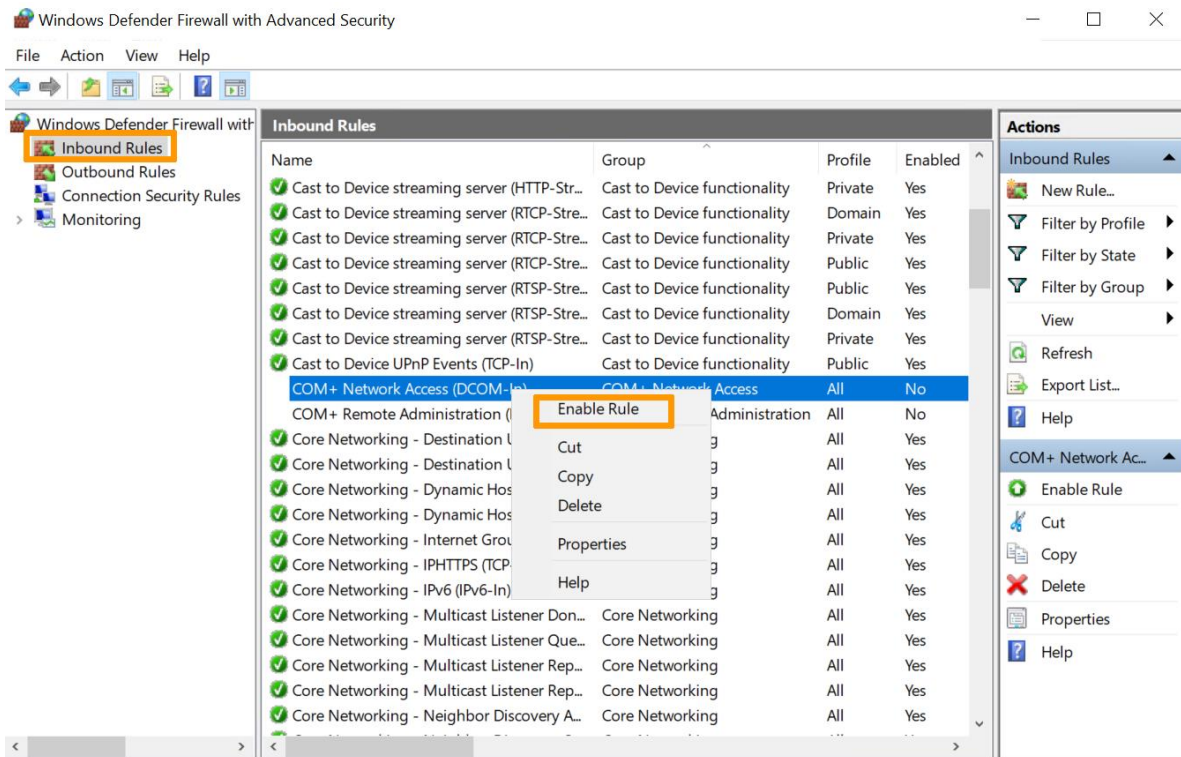 Windows Defender Firewall with Advanced Security
File Action View Help
Windows Defender Firewall with
Inbound Rules
Outbound Rules
Connection Security Rules
Monitoring
Inbound Rules
Name Group Profile Enabled
Cast to Device streaming server (HTTP-Str... Cast to Device functionality Private Yes
Cast to Device streaming server (RTCP-Stre... Cast to Device functionality Domain Yes
Cast to Device streaming server (RTCP-Stre... Cast to Device functionality Private Yes
Cast to Device streaming server (RTCP-Stre... Cast to Device functionality Public Yes
Cast to Device streaming server (RTSP-Stre... Cast to Device functionality Public Yes
Cast to Device streaming server (RTSP-Stre... Cast to Device functionality Domain Yes
Cast to Device streaming server (RTSP-Stre... Cast to Device functionality Private Yes
Cast to Device UPnP Events (TCP-In) Cast to Device functionality Public Yes
COM+ Network Access (DCOM-In) COM+ Network Access All No
COM+ Remote Administration ( Administration All No
Core Networking - Destination All Yes
Core Networking - Destination All Yes
Core Networking - Dynamic Hos g All Yes
Core Networking - Dynamic Hos g All Yes
Core Networking - Internet Grou g All Yes
Core Networking - IPHTTPS (TCP- g All Yes
Core Networking - IPv6 (IPv6-In) g All Yes
Core Networking - Multicast Listener Don... Core Networking All Yes
Core Networking - Multicast Listener Que... Core Networking All Yes
Core Networking - Multicast Listener Rep... Core Networking All Yes
Core Networking - Multicast Listener Rep... Core Networking All Yes
Core Networking - Neighbor Discovery A... Core Networking All Yes
Enable Rule
Cut
Copy
Delete
Properties
Help
Actions
Inbound Rules
New Rule...
Filter by Profile
Filter by State
Filter by Group
View
Refresh
Export List...
Help
COM+ Network Ac...
Enable Rule
Cut
Copy
Delete
Properties
Help